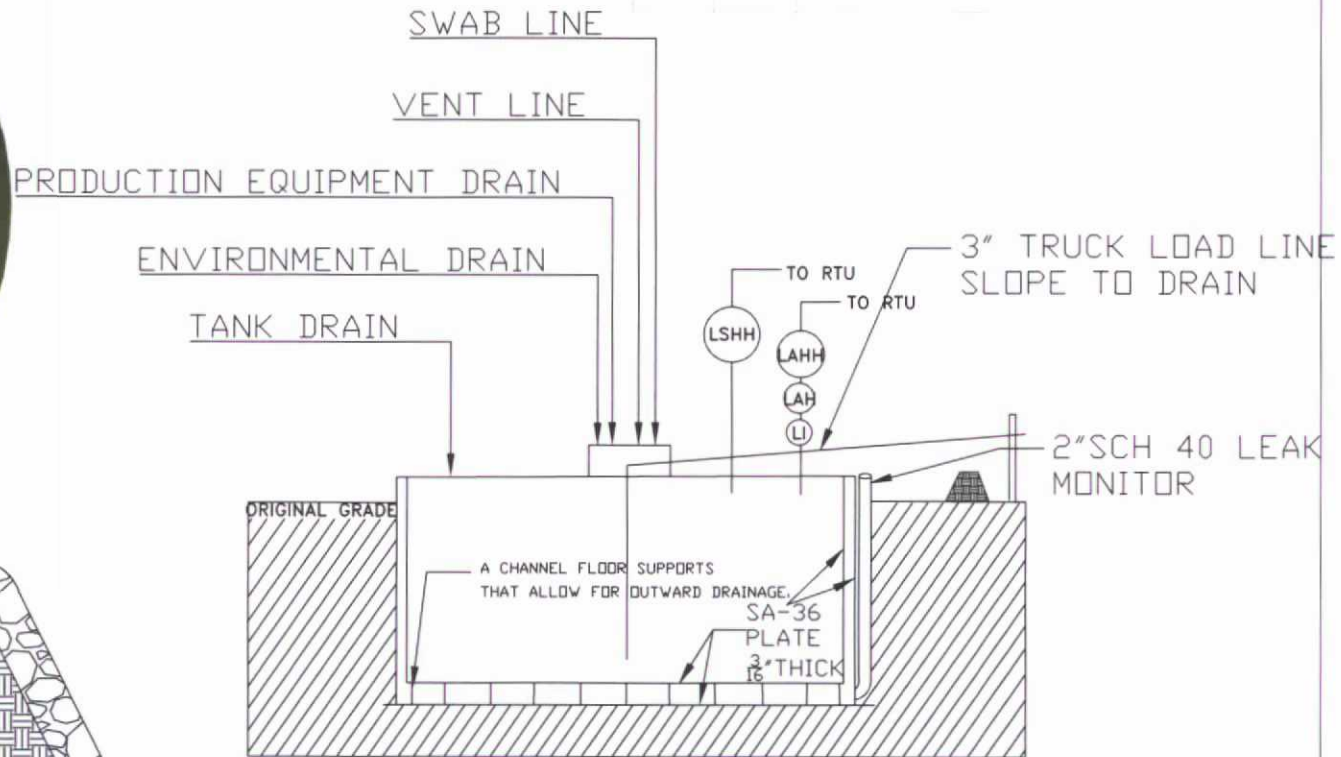 SWAB LINE
VENT LINE
PRODUCTION EQUIPMENT DRAIN
ENVIRONMENTAL DRAIN
TANK DRAIN
TO RTU
TO RTU
3" TRUCK LOAD LINE
SLOPE TO DRAIN
LSHH
LAHH
LAH
LI
2"SCH 40 LEAK
MONITOR
ORIGINAL GRADE
A CHANNEL FLOOR SUPPORTS
THAT ALLOW FOR OUTWARD DRAINAGE.
SA-36
PLATE
3/16"THICK